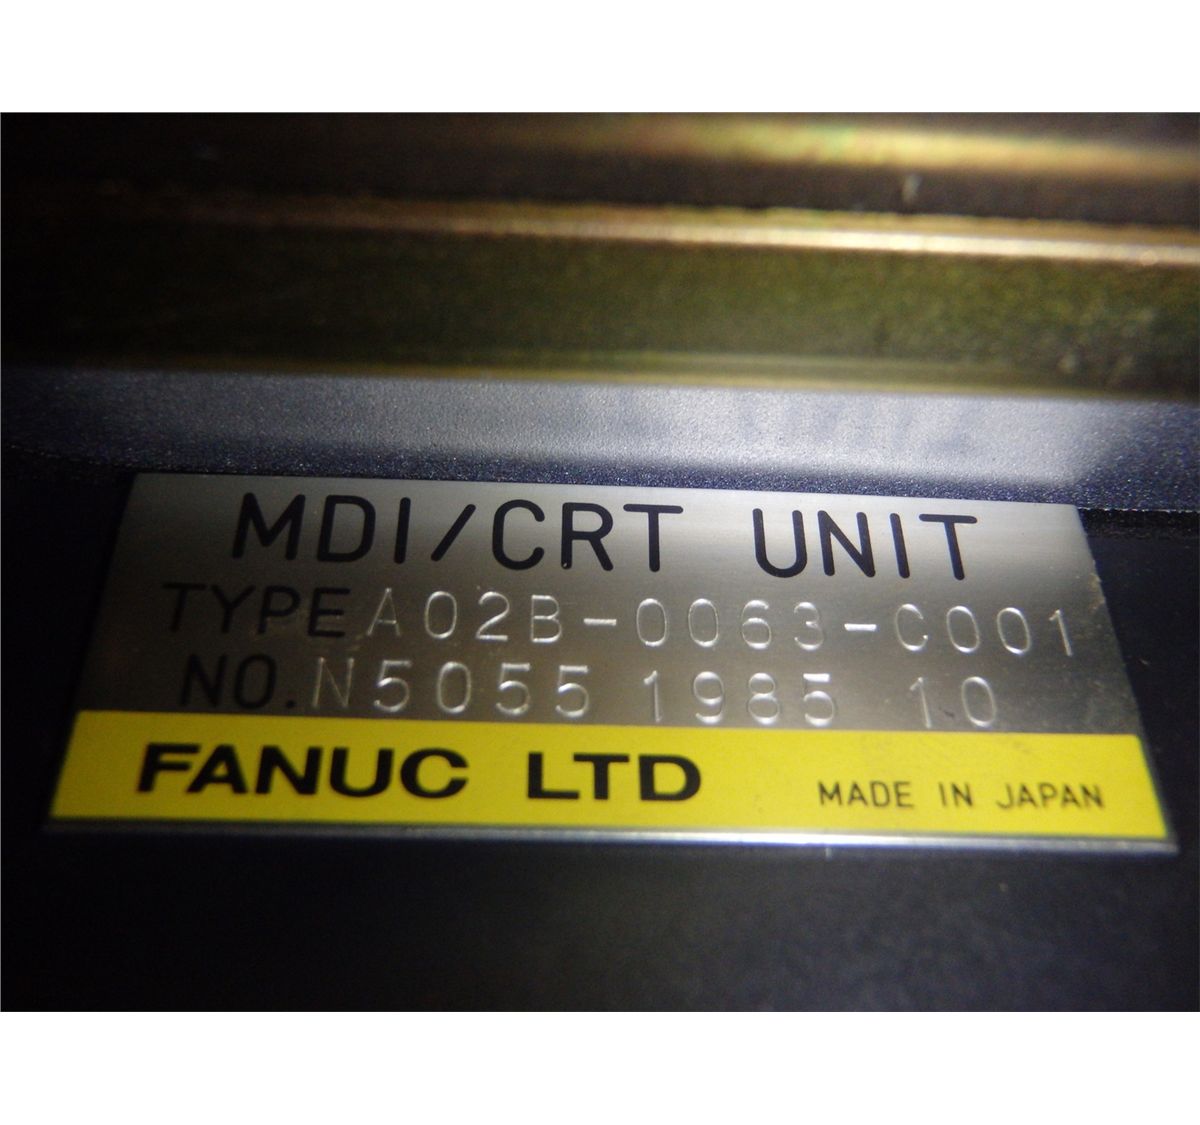 MDI/CRT UNIT
TYPE A02B-0063-C001
NO. N5055 1985 10
FANUC LTD MADE IN JAPAN